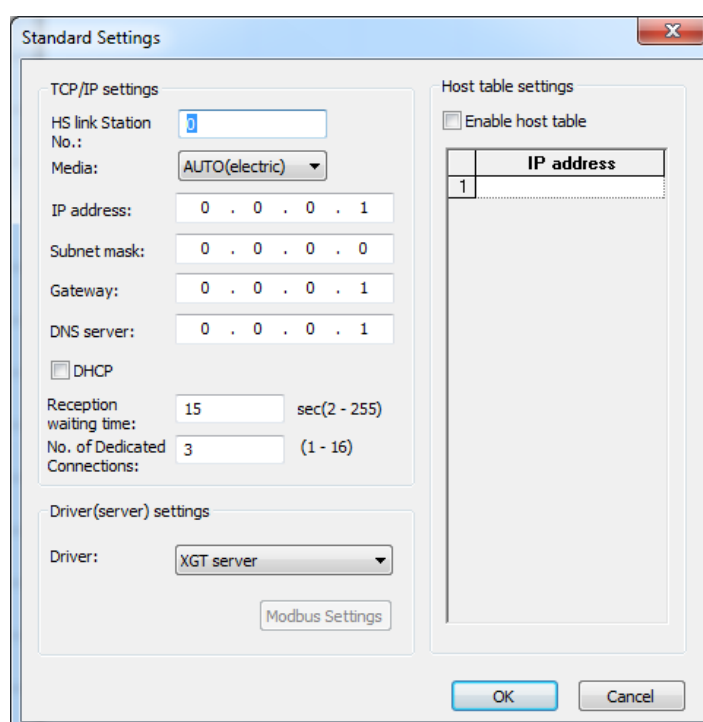 Standard Settings
x
TCP/IP settings
HS link Station
No.:
0
Media:
AUTO(electric)
IP address:
0 . 0 . 0 . 1
Subnet mask:
0 . 0 . 0 . 0
Gateway:
0 . 0 . 0 . 1
DNS server:
0 . 0 . 0 . 1
DHCP
Reception
waiting time:
15
sec(2 - 255)
No. of Dedicated
Connections:
3
(1 - 16)
Driver(server) settings
Driver:
XGT server
Modbus Settings
Host table settings
Enable host table
IP address
1
OK
Cancel